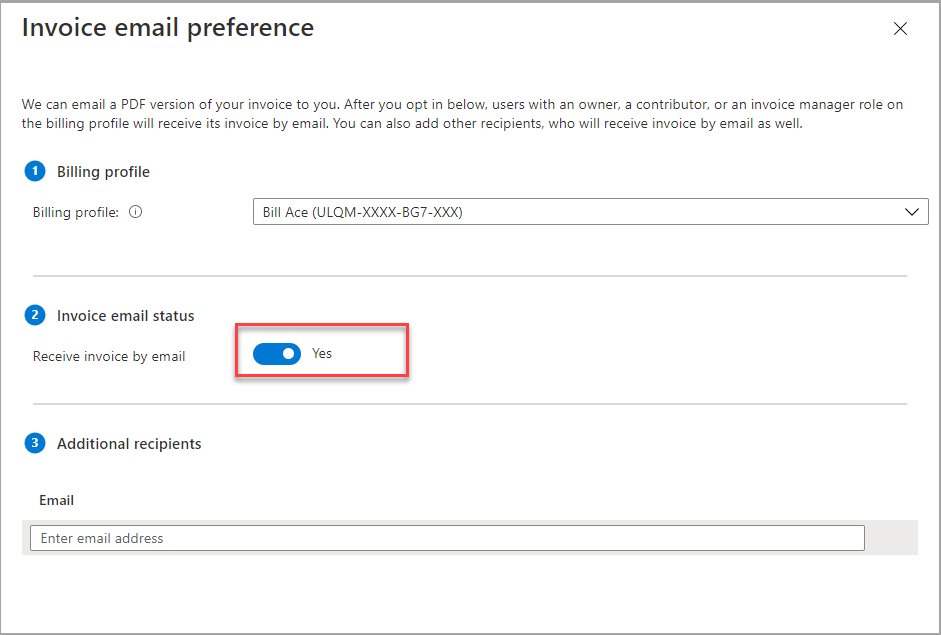 Invoice email preference
We can email a PDF version of your invoice to you. After you opt in below, users with an owner, a contributor, or an invoice manager role on
the billing profile will receive its invoice by email. You can also add other recipients, who will receive invoice by email as well.
1 Billing profile
Billing profile: Bill Ace (ULQM-XXXX-BG7-XXX)
2 Invoice email status
Receive invoice by email Yes
3 Additional recipients
Email
Enter email address